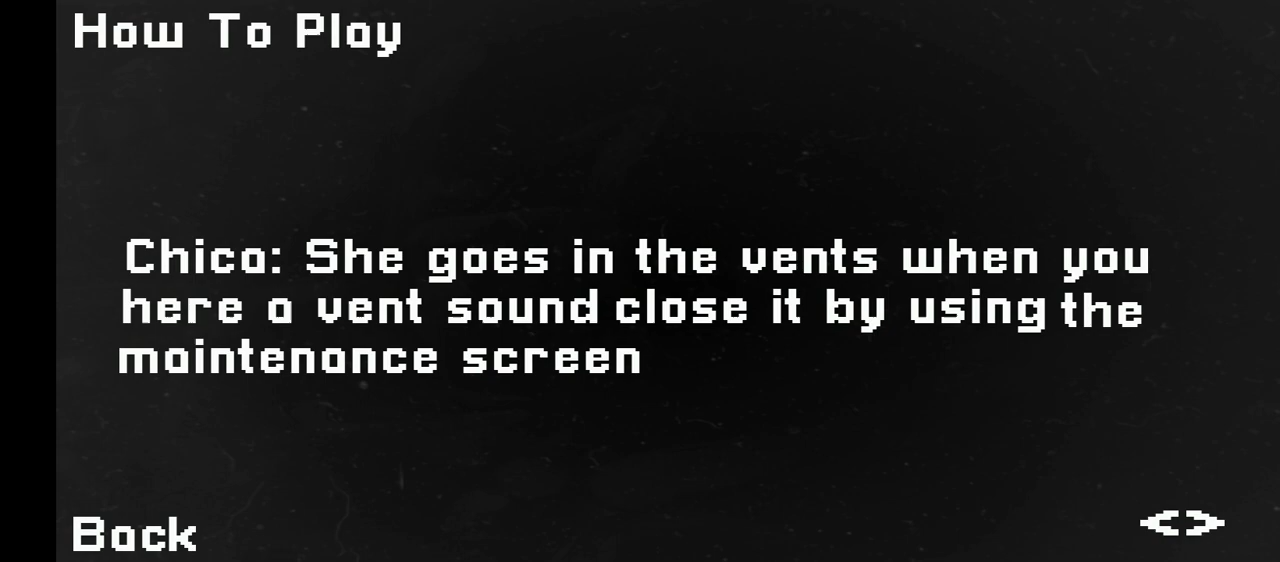 How To Play
Chica: She goes in the vents when you
here a vent sound close it by using the
maintenance screen
Back
<>